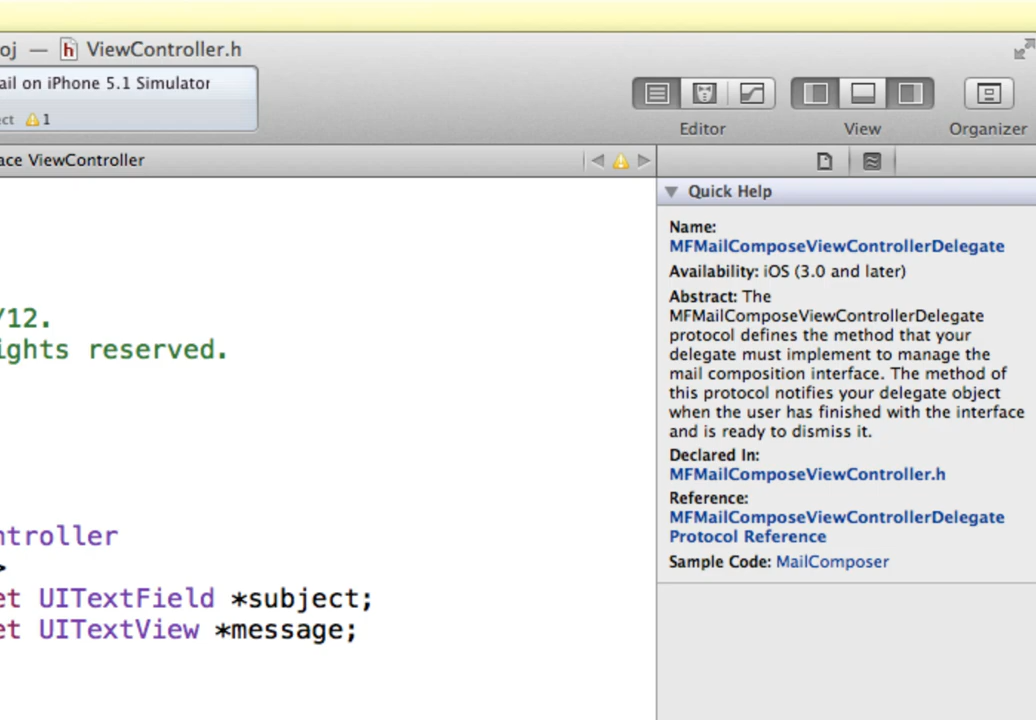 oj — h ViewController.h
ail on iPhone 5.1 Simulator
ect 1
Editor
View
Organizer
ace ViewController
Quick Help
Name:
MFMailComposeViewControllerDelegate
Availability: iOS (3.0 and later)
Abstract: The
MFMailComposeViewControllerDelegate
protocol defines the method that your
delegate must implement to manage the
mail composition interface. The method of
this protocol notifies your delegate object
when the user has finished with the interface
and is ready to dismiss it.
Declared In:
MFMailComposeViewController.h
Reference:
MFMailComposeViewControllerDelegate
Protocol Reference
Sample Code: MailComposer
/12.
ights reserved.
ntroller
>
et UITextField *subject;
et UITextView *message;